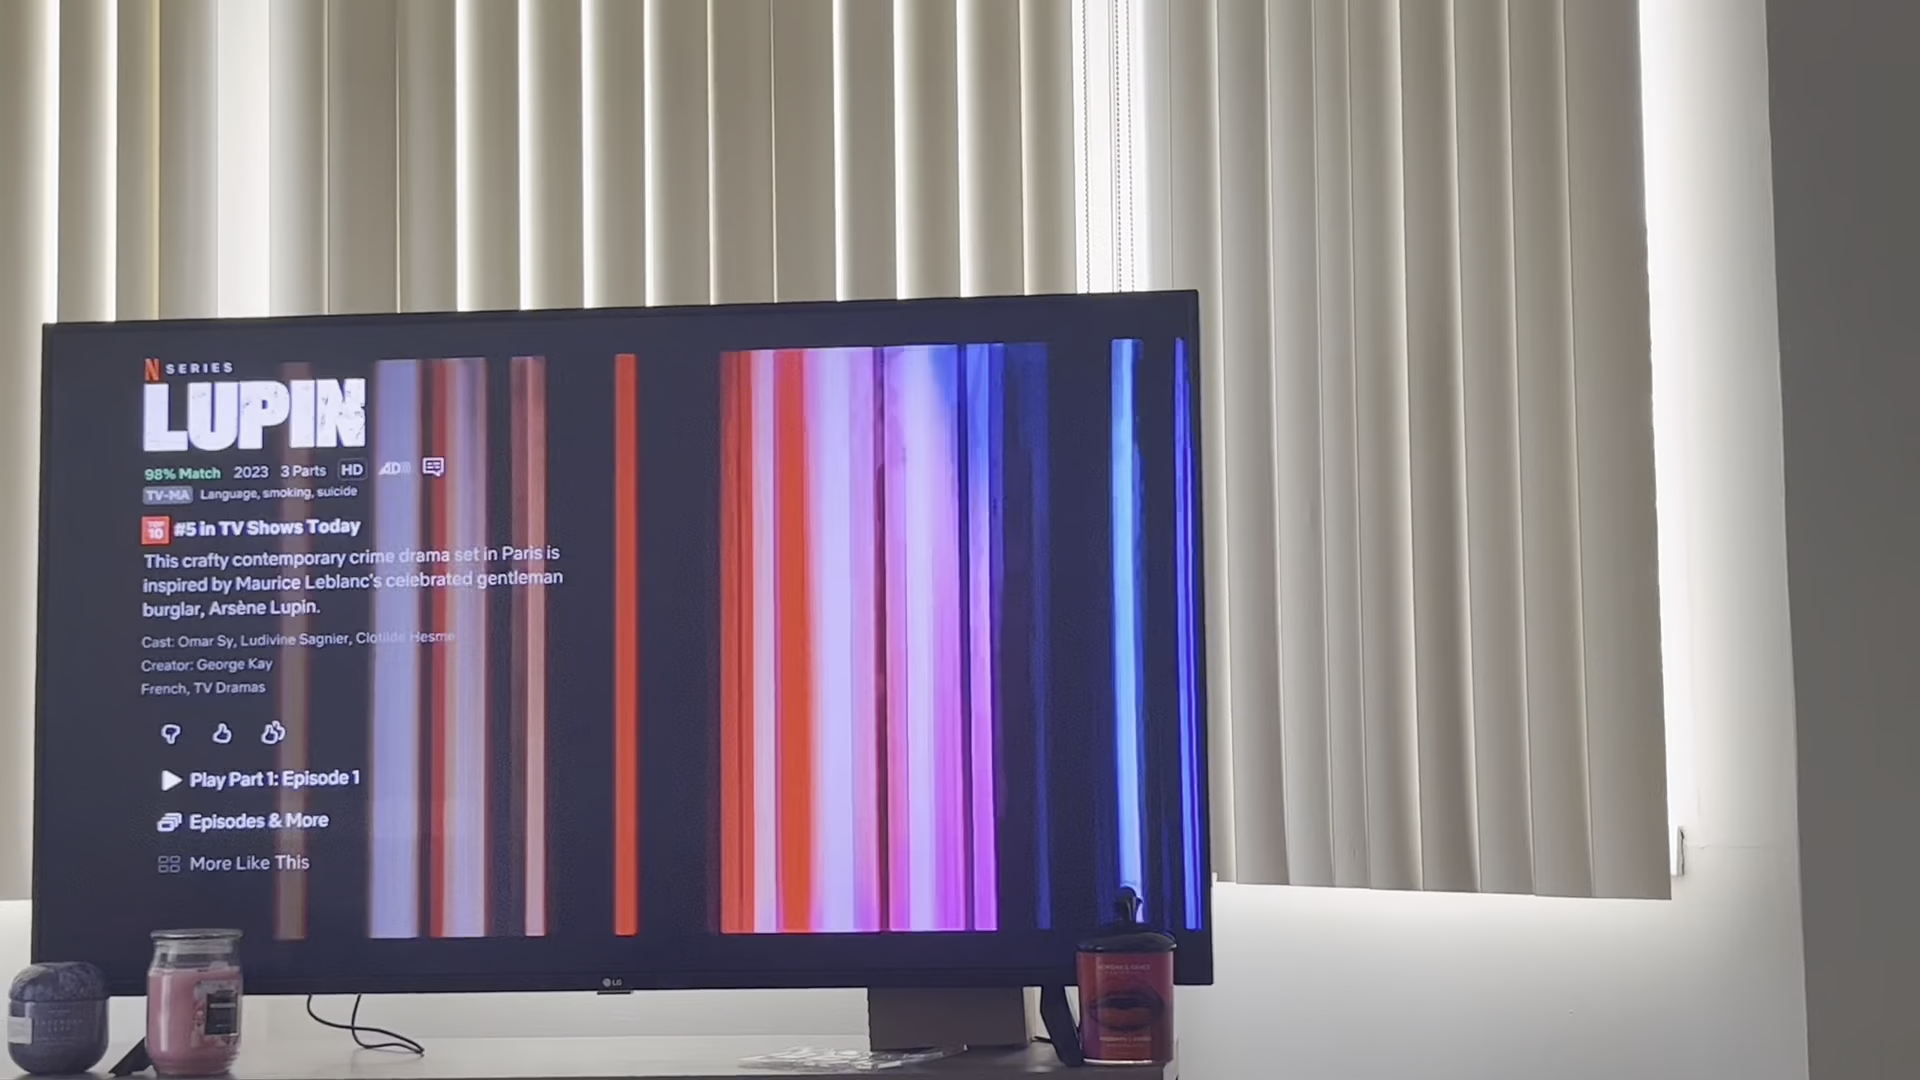 N SERIES
LUPIN
98% Match 2023 3 Parts HD AD
TV-MA Language, smoking, suicide
TOP 10 #5 in TV Shows Today
This crafty contemporary crime drama set in Paris is
inspired by Maurice Leblanc's celebrated gentleman
burglar, Arsène Lupin.
Cast: Omar Sy, Ludivine Sagnier, Clotilde Hesme
Creator: George Kay
French, TV Dramas
Play Part 1: Episode 1
Episodes & More
More Like This
LG